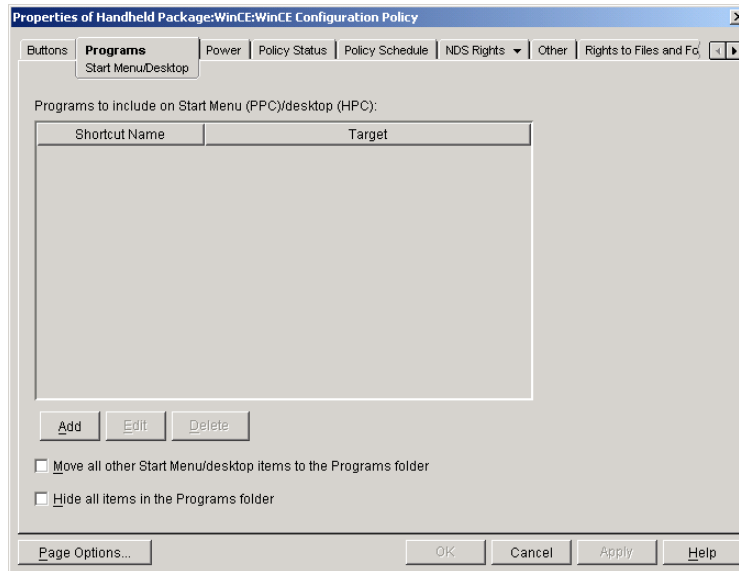 Properties of Handheld Package:WinCE:WinCE Configuration Policy
Buttons Programs Power Policy Status Policy Schedule NDS Rights Other Rights to Files and Fo
Start Menu/Desktop
Programs to include on Start Menu (PPC)/desktop (HPC):
Shortcut Name Target
Add Edit Delete
Move all other Start Menu/desktop items to the Programs folder
Hide all items in the Programs folder
Page Options... OK Cancel Apply Help